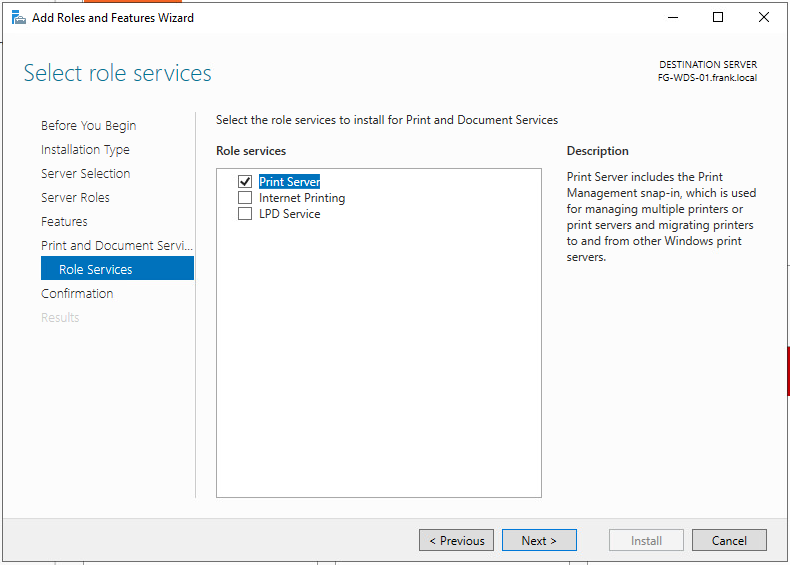 Add Roles and Features Wizard
Select role services
DESTINATION SERVER
FG-WDS-01.frank.local
Before You Begin
Installation Type
Server Selection
Server Roles
Features
Print and Document Servi...
Role Services
Confirmation
Results
Select the role services to install for Print and Document Services
Role services
Print Server
Internet Printing
LPD Service
Description
Print Server includes the Print
Management snap-in, which is used
for managing multiple printers or
print servers and migrating printers
to and from other Windows print
servers.
< Previous
Next >
Install
Cancel